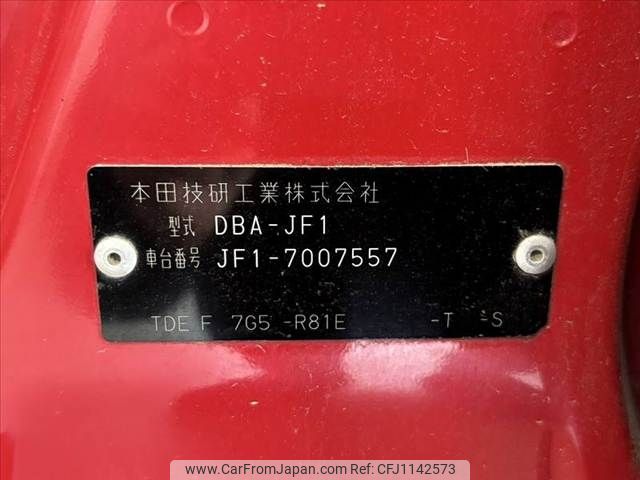 本田技研工業株式会社
型式 DBA-JF1
車台番号 JF1-7007557
TDE F 7G5 -R81E -T -S
www.CarFromJapan.com Ref No: CFJ1142573